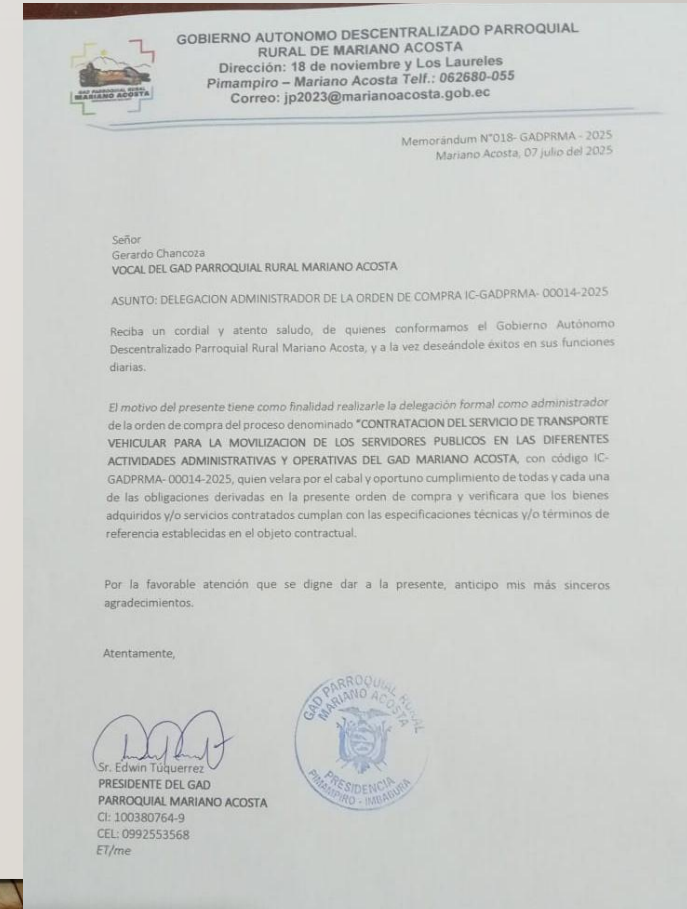 GOBIERNO AUTONOMO DESCENTRALIZADO PARROQUIAL
RURAL DE MARIANO ACOSTA
Dirección: 18 de noviembre y Los Laureles
Pimampiro – Mariano Acosta Telf.: 062680-055
Correo: jp2023@marianoacosta.gob.ec
GAD PARROQUIAL RURAL
MARIANO ACOSTA
Memorándum N°018- GADPRMA - 2025
Mariano Acosta, 07 julio del 2025
Señor
Gerardo Chancoza
VOCAL DEL GAD PARROQUIAL RURAL MARIANO ACOSTA
ASUNTO: DELEGACION ADMINISTRADOR DE LA ORDEN DE COMPRA IC-GADPRMA- 00014-2025
Reciba un cordial y atento saludo, de quienes conformamos el Gobierno Autónomo
Descentralizado Parroquial Rural Mariano Acosta, y a la vez deseándole éxitos en sus funciones
diarias.
El motivo del presente tiene como finalidad realizarle la delegación formal como administrador
de la orden de compra del proceso denominado "CONTRATACION DEL SERVICIO DE TRANSPORTE
VEHICULAR PARA LA MOVILIZACION DE LOS SERVIDORES PUBLICOS EN LAS DIFERENTES
ACTIVIDADES ADMINISTRATIVAS Y OPERATIVAS DEL GAD MARIANO ACOSTA, con código IC-
GADPRMA- 00014-2025, quien velara por el cabal y oportuno cumplimiento de todas y cada una
de las obligaciones derivadas en la presente orden de compra y verificara que los bienes
adquiridos y/o servicios contratados cumplan con las especificaciones técnicas y/o términos de
referencia establecidas en el objeto contractual.
Por la favorable atención que se digne dar a la presente, anticipo mis más sinceros
agradecimientos.
Atentamente,
Sr. Edwin Túquerrez
PRESIDENTE DEL GAD
PARROQUIAL MARIANO ACOSTA
CI: 100380764-9
CEL: 0992553568
ET/me
GAD PARROQUIAL RURAL
MARIANO ACOSTA
PRESIDENCIA
PIMAMPIRO - IMBABURA